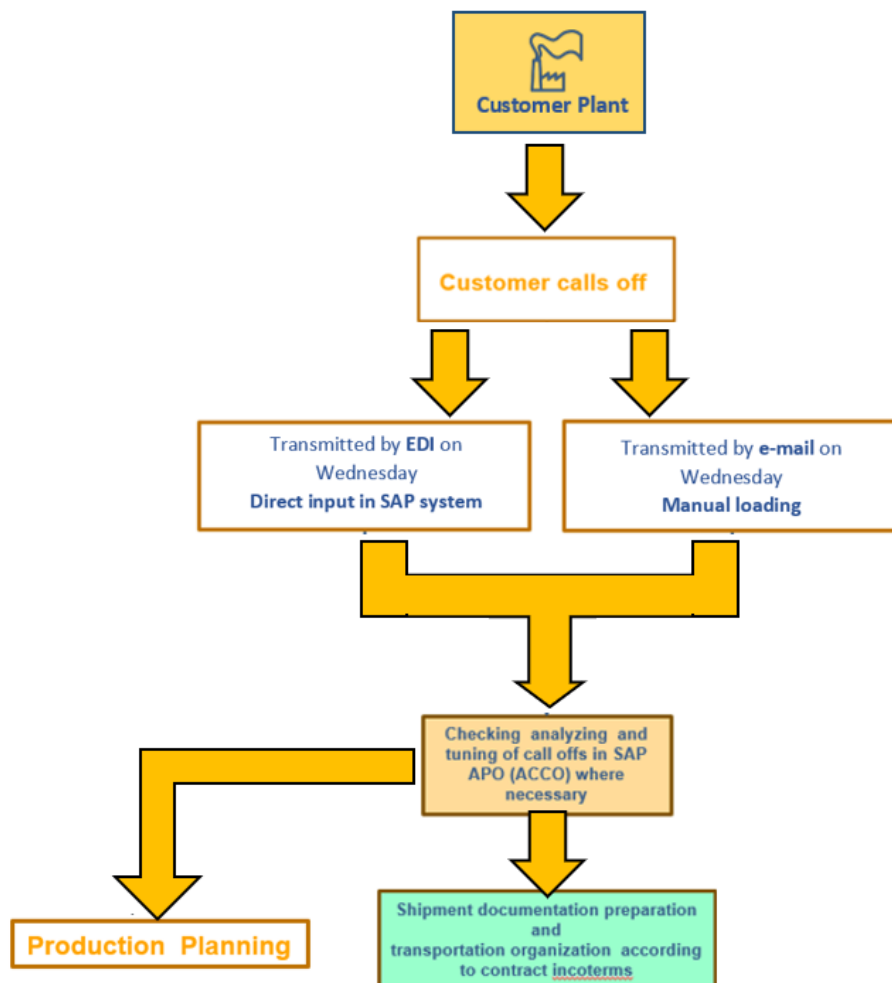 Customer Plant
Customer calls off
Transmitted by EDI on
Wednesday
Direct input in SAP system
Transmitted by e-mail on
Wednesday
Manual loading
Checking analyzing and
tuning of call offs in SAP
APO (ACCO) where
necessary
Production Planning
Shipment documentation preparation
and
transportation organization according
to contract incoterms